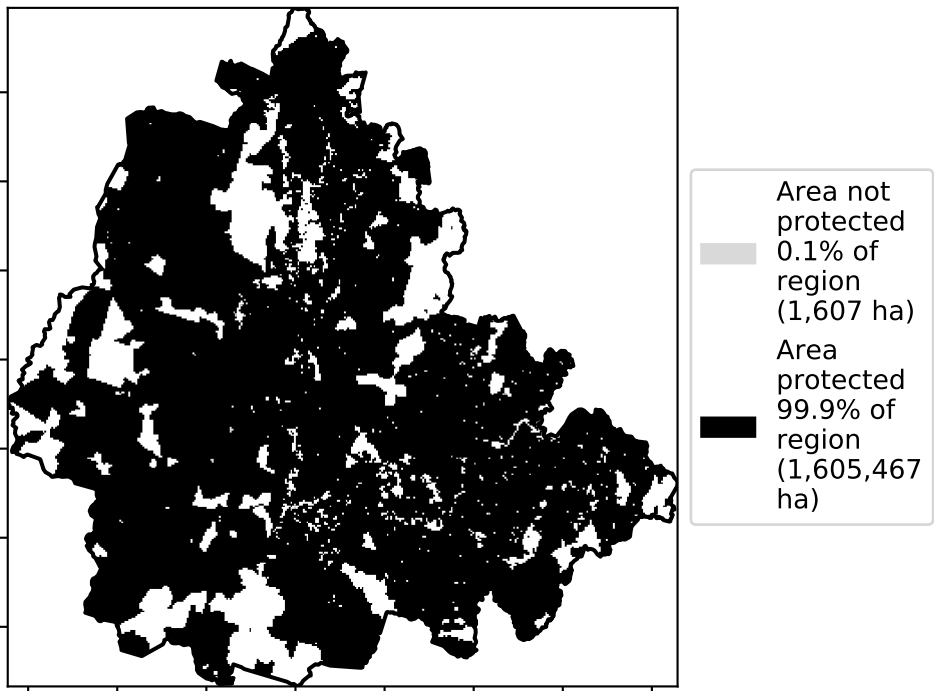 Area not
protected
0.1% of
region
(1,607 ha)
Area
protected
99.9% of
region
(1,605,467
ha)